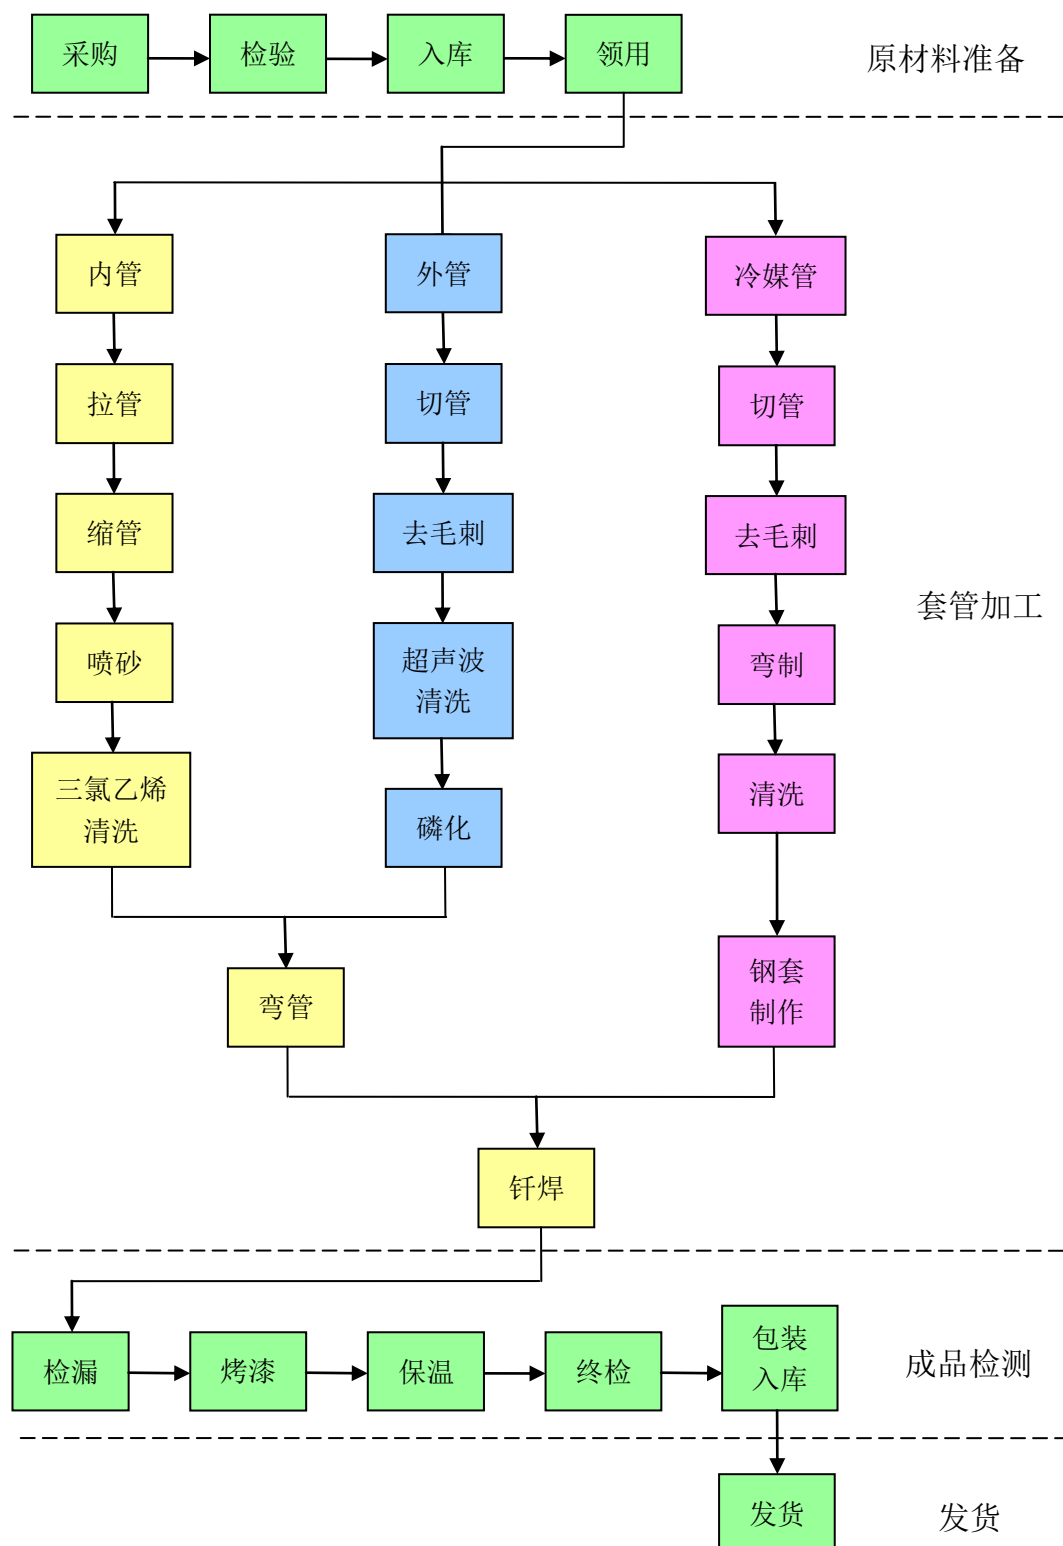 采购
检验
入库
领用
原材料准备
内管
外管
冷媒管
拉管
切管
切管
缩管
去毛刺
去毛刺
套管加工
喷砂
超声波
清洗
弯制
三氯乙烯
清洗
磷化
清洗
弯管
钢套
制作
钎焊
检漏
烤漆
保温
终检
包装
入库
成品检测
发货
发货